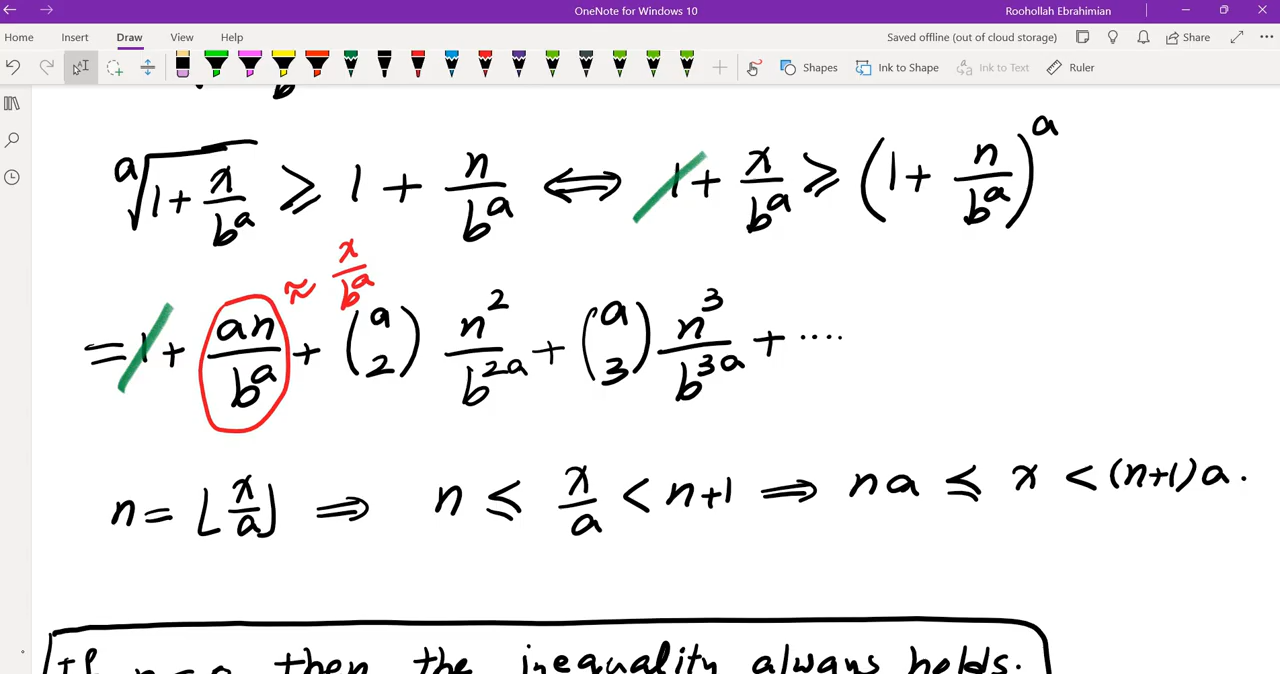 OneNote for Windows 10
Roohollah Ebrahimian
Home Insert Draw View Help
Saved offline (out of cloud storage)
Share
Shapes
Ink to Shape
Ink to Text
Ruler
b
ᵃ√(1 + x/bᵃ) ⩾ 1 + n/bᵃ ⟺ 1 + x/bᵃ ⩾ (1 + n/bᵃ)ᵃ
≈ x/bᵃ
= 1 + an/bᵃ + (a 2) n²/b²ᵃ + (a 3) n³/b³ᵃ + ....
n = ⌊x/a⌋ ⟹ n ⩽ x/a < n+1 ⟹ na ⩽ x < (n+1)a.
If then the inequality always holds.